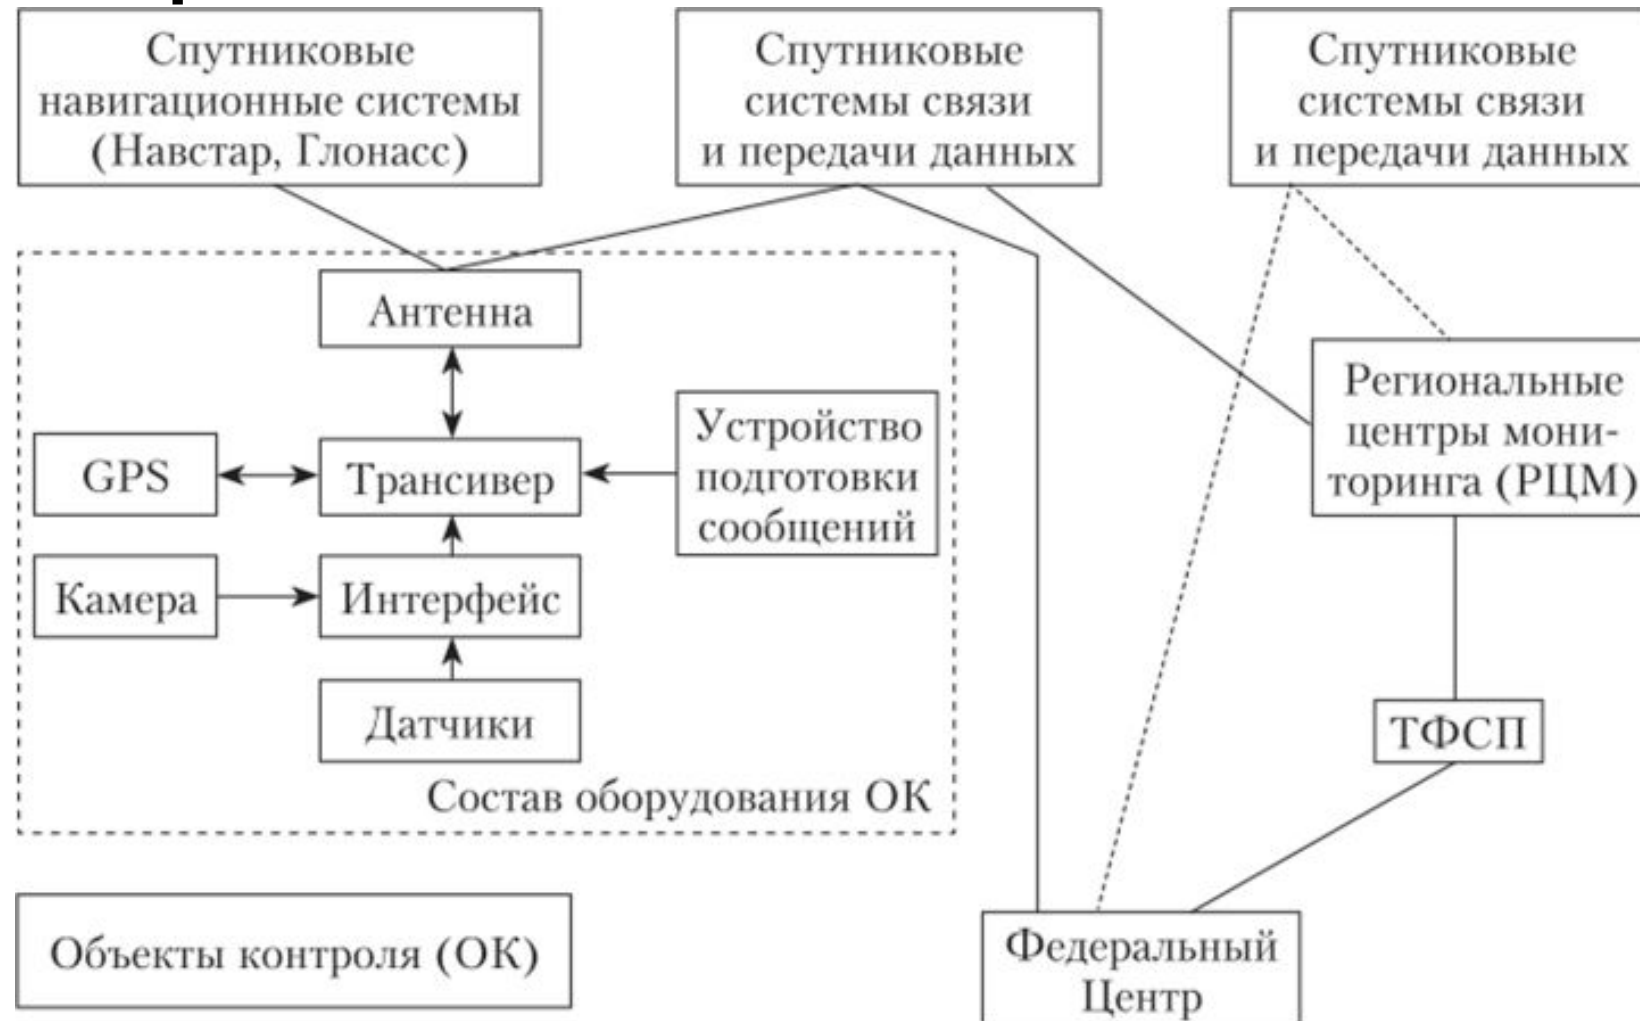 Спутниковые
навигационные системы
(Навстар, Глонасс)
Спутниковые
системы связи
и передачи данных
Спутниковые
системы связи
и передачи данных
Антенна
GPS
Трансивер
Устройство
подготовки
сообщений
Камера
Интерфейс
Датчики
Состав оборудования ОК
Региональные
центры мони-
торинга (РЦМ)
ТФСП
Объекты контроля (ОК)
Федеральный
Центр